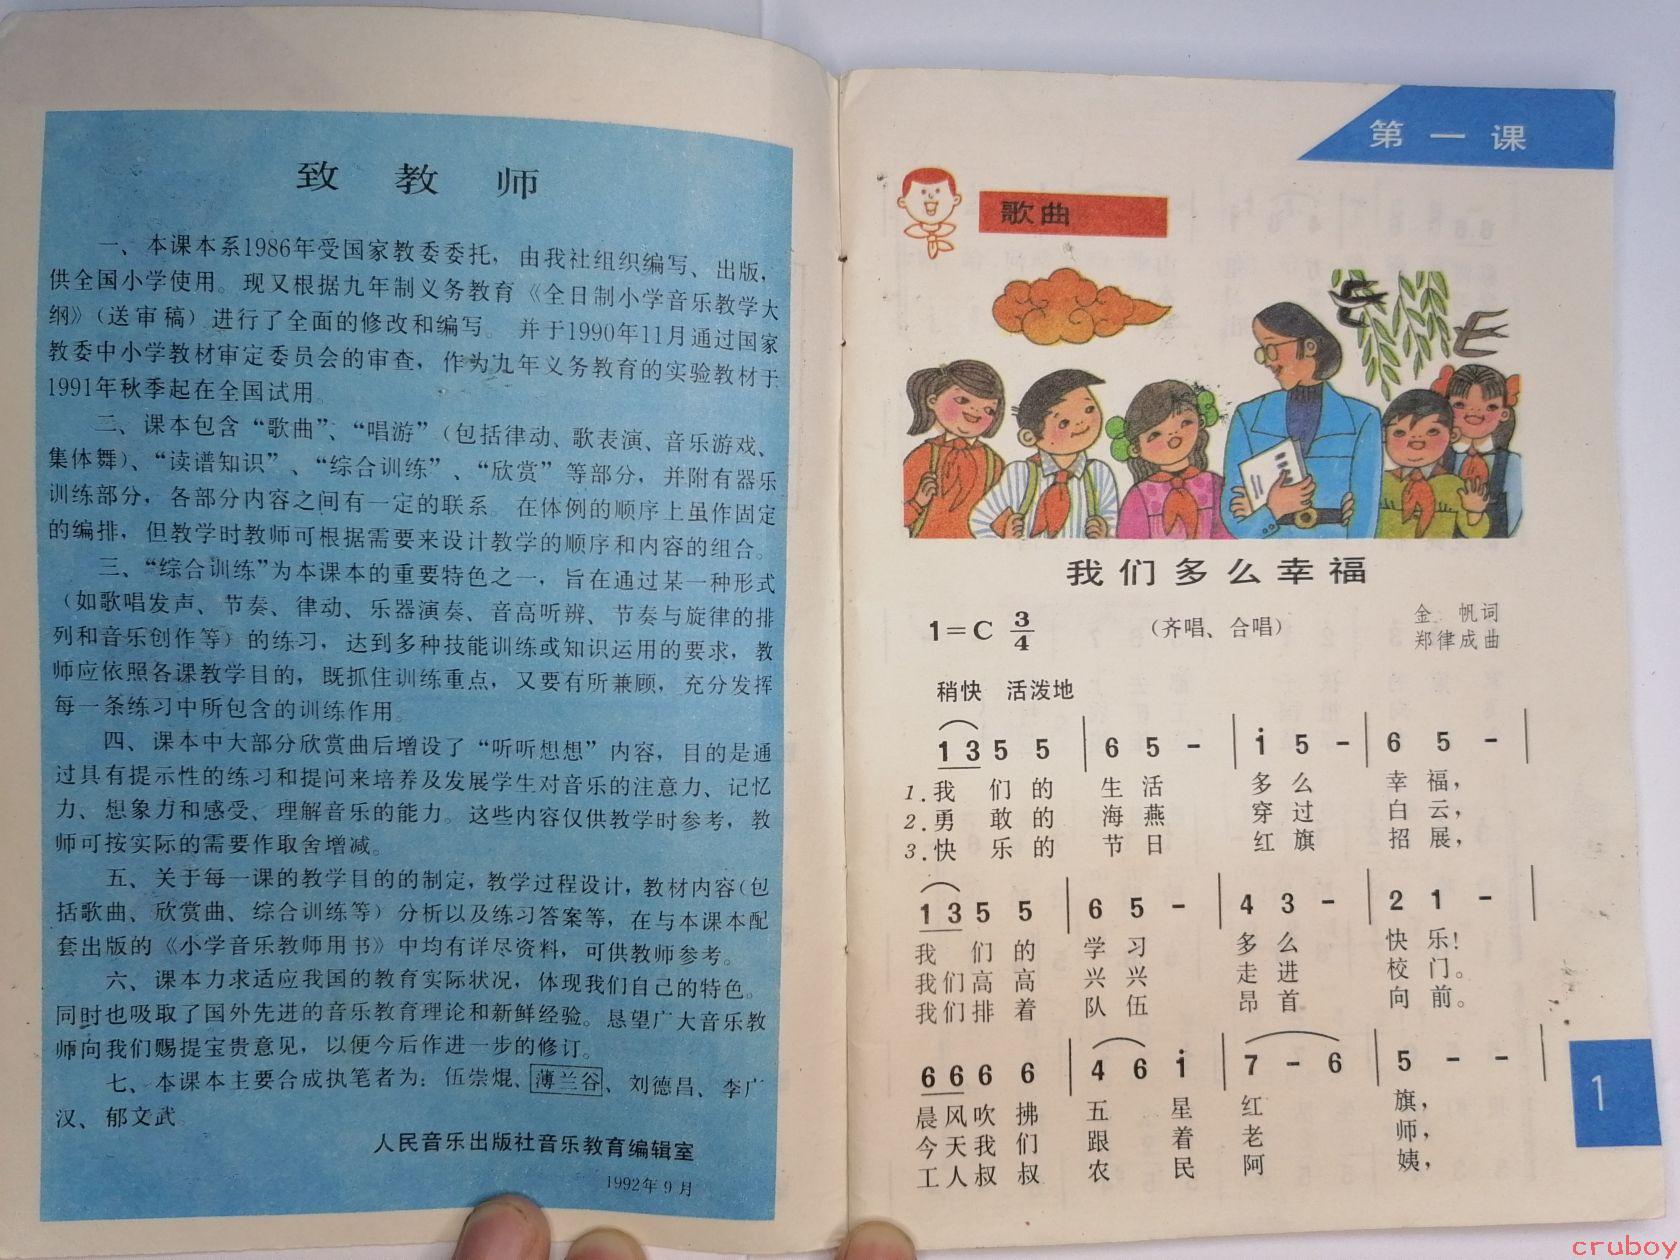 致教师
一、本课本系1986年受国家教委委托，由我社组织编写、出版，
供全国小学使用。现又根据九年制义务教育《全日制小学音乐教学大
纲》（送审稿）进行了全面的修改和编写。并于1990年11月通过国家
教委中小学教材审定委员会的审查，作为九年义务教育的实验教材于
1991年秋季起在全国试用。
二、课本包含“歌曲”、“唱游”（包括律动、歌表演、音乐游戏、
集体舞）、“读谱知识”、“综合训练”、“欣赏”等部分，并附有器乐
训练部分，各部分内容之间有一定的联系。在体例的顺序上虽作固定
的编排，但教学时教师可根据需要来设计教学的顺序和内容的组合。
三、“综合训练”为本课本的重要特色之一，旨在通过某一种形式
（如歌唱发声、节奏、律动、乐器演奏、音高听辨、节奏与旋律的排
列和音乐创作等）的练习，达到多种技能训练或知识运用的要求，教
师应依照各课教学目的，既抓住训练重点，又要有所兼顾，充分发挥
每一条练习中所包含的训练作用。
四、课本中大部分欣赏曲后增设了“听听想想”内容，目的是通
过具有提示性的练习和提问来培养及发展学生对音乐的注意力、记忆
力、想象力和感受、理解音乐的能力。这些内容仅供教学时参考，教
师可按实际的需要作取舍增减。
五、关于每一课的教学目的的制定，教学过程设计，教材内容（包
括歌曲、欣赏曲、综合训练等）分析以及练习答案等，在与本课本配
套出版的《小学音乐教师用书》中均有详尽资料，可供教师参考。
六、课本力求适应我国的教育实际状况，体现我们自己的特色。
同时也吸取了国外先进的音乐教育理论和新鲜经验。恳望广大音乐教
师向我们赐提宝贵意见，以便今后作进一步的修订。
七、本课本主要合成执笔者为：伍崇焜、薄兰谷、刘德昌、李广
汉、郁文武。
人民音乐出版社音乐教育编辑室
1992年9月
第一课
歌曲
我们多么幸福
1=C 3/4 （齐唱、合唱） 金帆词
郑律成曲
稍快 活泼地
1 3 5 5 | 6 5 - | i 5 - | 6 5 - |
1.我们的生活多么幸福，
2.勇敢的海燕穿过白云，
3.快乐的节日红旗招展，
1 3 5 5 | 6 5 - | 4 3 - | 2 1 - |
我们的学习多么快乐！
我们高高兴兴走进校门。
我们排着队伍昂首向前。
6 6 6 6 | 4 6 i | 7 - 6 | 5 - - |
晨风吹拂五星红旗，
今天我们跟着老师，
工人叔叔农民阿姨，
1
cruboy